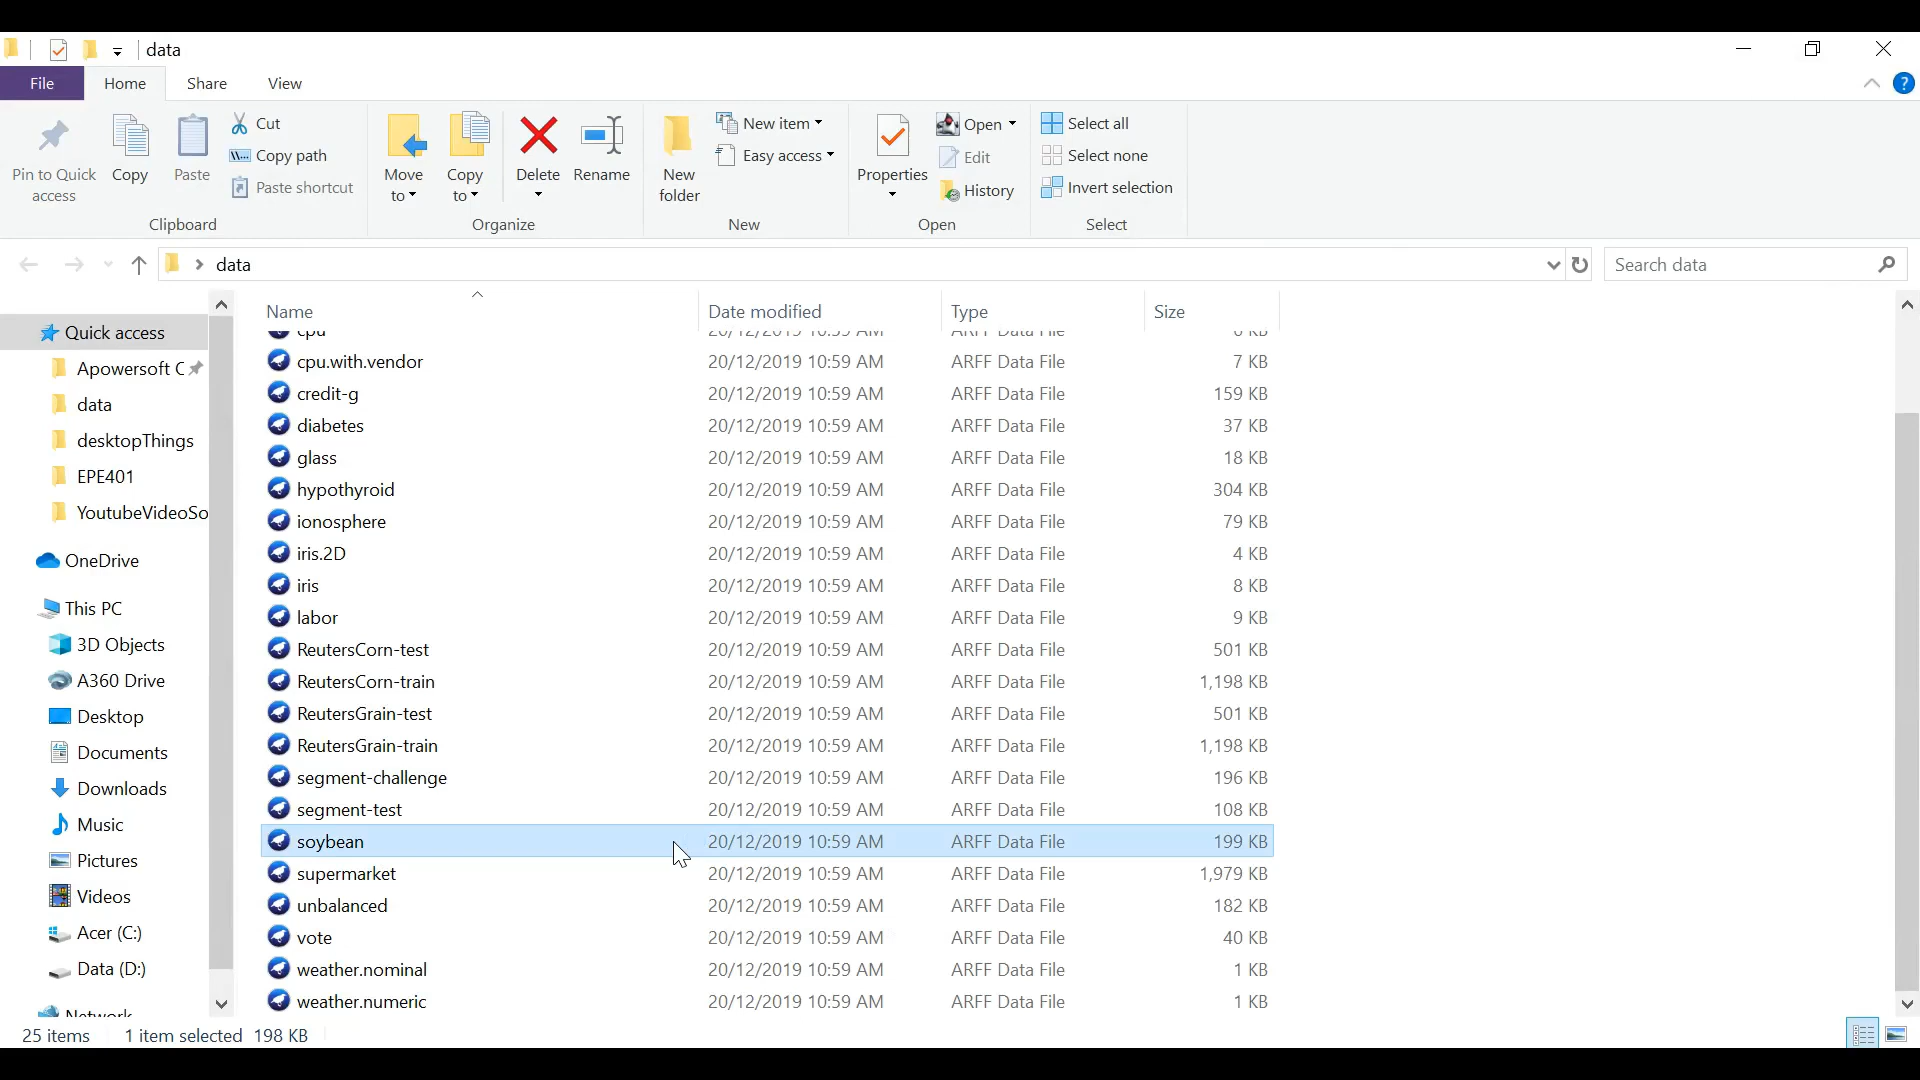 data
File Home Share View
Pin to Quick access
Copy
Paste
Cut
Copy path
Paste shortcut
Clipboard
Move to
Copy to
Delete
Rename
Organize
New folder
New item
Easy access
New
Properties
Open
Edit
History
Open
Select all
Select none
Invert selection
Select
data
Search data
Quick access
Apowersoft C
data
desktopThings
EPE401
YoutubeVideoSo
OneDrive
This PC
3D Objects
A360 Drive
Desktop
Documents
Downloads
Music
Pictures
Videos
Acer (C:)
Data (D:)
Network
Name Date modified Type Size
cpu 20/12/2019 10:59 AM ARFF Data File 6 KB
cpu.with.vendor 20/12/2019 10:59 AM ARFF Data File 7 KB
credit-g 20/12/2019 10:59 AM ARFF Data File 159 KB
diabetes 20/12/2019 10:59 AM ARFF Data File 37 KB
glass 20/12/2019 10:59 AM ARFF Data File 18 KB
hypothyroid 20/12/2019 10:59 AM ARFF Data File 304 KB
ionosphere 20/12/2019 10:59 AM ARFF Data File 79 KB
iris.2D 20/12/2019 10:59 AM ARFF Data File 4 KB
iris 20/12/2019 10:59 AM ARFF Data File 8 KB
labor 20/12/2019 10:59 AM ARFF Data File 9 KB
ReutersCorn-test 20/12/2019 10:59 AM ARFF Data File 501 KB
ReutersCorn-train 20/12/2019 10:59 AM ARFF Data File 1,198 KB
ReutersGrain-test 20/12/2019 10:59 AM ARFF Data File 501 KB
ReutersGrain-train 20/12/2019 10:59 AM ARFF Data File 1,198 KB
segment-challenge 20/12/2019 10:59 AM ARFF Data File 196 KB
segment-test 20/12/2019 10:59 AM ARFF Data File 108 KB
soybean 20/12/2019 10:59 AM ARFF Data File 199 KB
supermarket 20/12/2019 10:59 AM ARFF Data File 1,979 KB
unbalanced 20/12/2019 10:59 AM ARFF Data File 182 KB
vote 20/12/2019 10:59 AM ARFF Data File 40 KB
weather.nominal 20/12/2019 10:59 AM ARFF Data File 1 KB
weather.numeric 20/12/2019 10:59 AM ARFF Data File 1 KB
25 items 1 item selected 198 KB